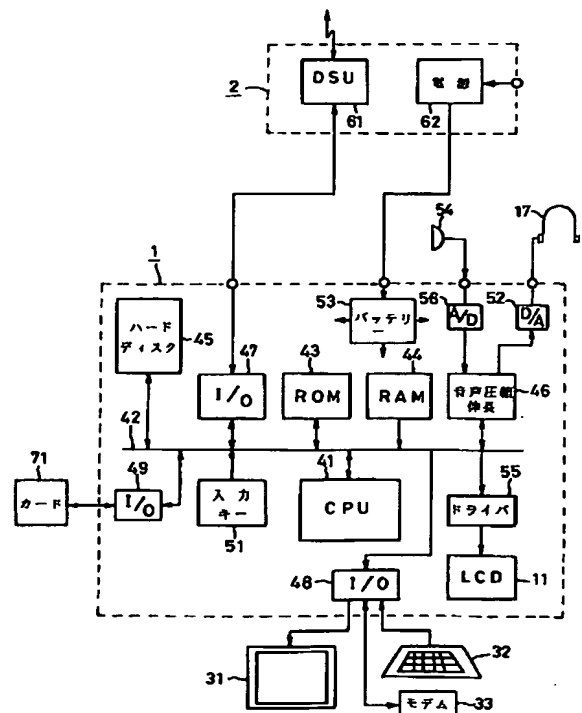 2
DSU
61
電源
62
54
17
1
ハード
ディスク
45
53
バッテリ
ー
56
A/D
52
D/A
47
I/O
43
ROM
44
RAM
音声圧縮
伸長
46
42
71
カード
49
I/O
入力
キー
51
41
CPU
55
ドライバ
48
I/O
LCD
11
31
32
モデム
33